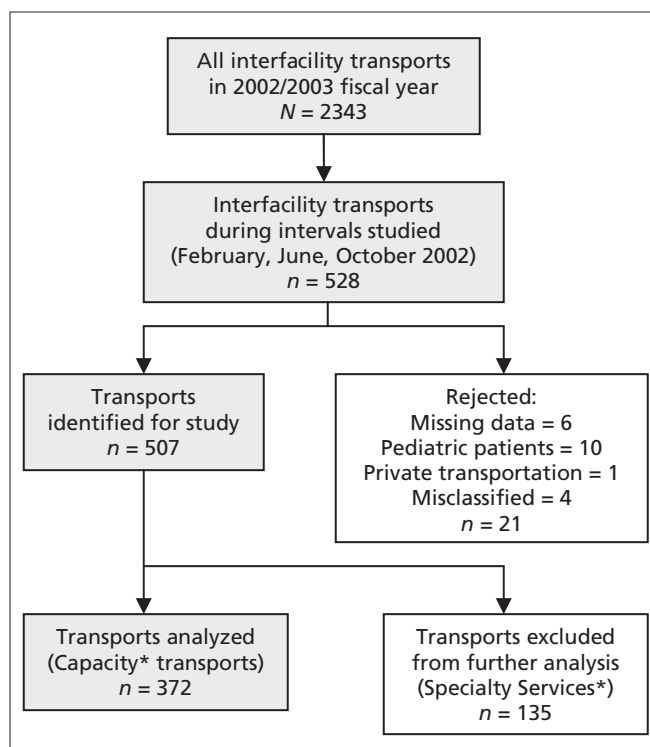 All interfacility transports
in 2002/2003 fiscal year
N = 2343
Interfacility transports
during intervals studied
(February, June, October 2002)
n = 528
Transports
identified for study
n = 507
Rejected:
Missing data = 6
Pediatric patients = 10
Private transportation = 1
Misclassified = 4
n = 21
Transports analyzed
(Capacity* transports)
n = 372
Transports excluded
from further analysis
(Specialty Services*)
n = 135